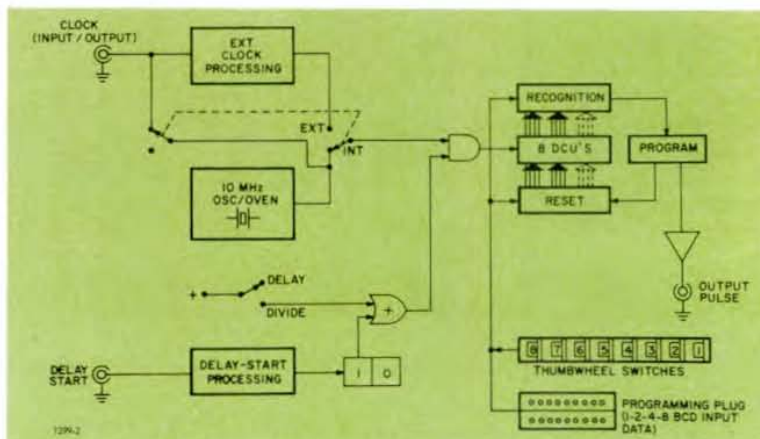 CLOCK
(INPUT / OUTPUT)
EXT
CLOCK
PROCESSING
EXT
INT
10 MHz
OSC/OVEN
DELAY
+
DIVIDE
+
DELAY
START
DELAY-START
PROCESSING
1 0
RECOGNITION
8 DCU'S
RESET
PROGRAM
OUTPUT
PULSE
8 7 6 5 4 3 2 1
THUMBWHEEL SWITCHES
PROGRAMMING PLUG
(1-2-4-8 BCD INPUT
DATA)
1299-2